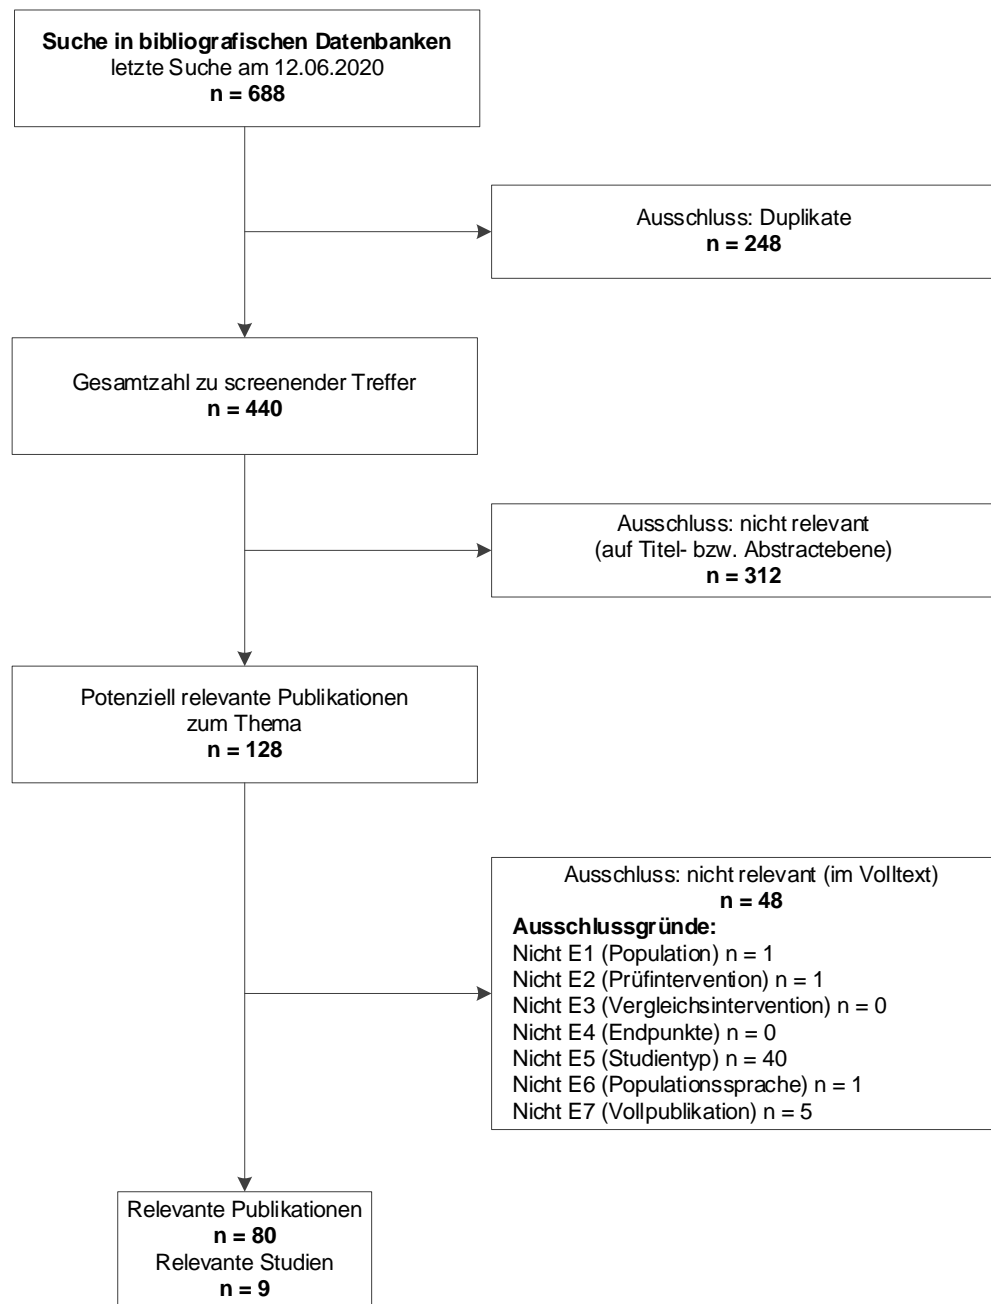 Suche in bibliografischen Datenbanken
letzte Suche am 12.06.2020
n = 688
Ausschluss: Duplikate
n = 248
Gesamtzahl zu screenender Treffer
n = 440
Ausschluss: nicht relevant
(auf Titel- bzw. Abstractebene)
n = 312
Potenziell relevante Publikationen
zum Thema
n = 128
Ausschluss: nicht relevant (im Volltext)
n = 48
Ausschlussgründe:
Nicht E1 (Population) n = 1
Nicht E2 (Prüfintervention) n = 1
Nicht E3 (Vergleichsintervention) n = 0
Nicht E4 (Endpunkte) n = 0
Nicht E5 (Studientyp) n = 40
Nicht E6 (Populationssprache) n = 1
Nicht E7 (Vollpublikation) n = 5
Relevante Publikationen
n = 80
Relevante Studien
n = 9